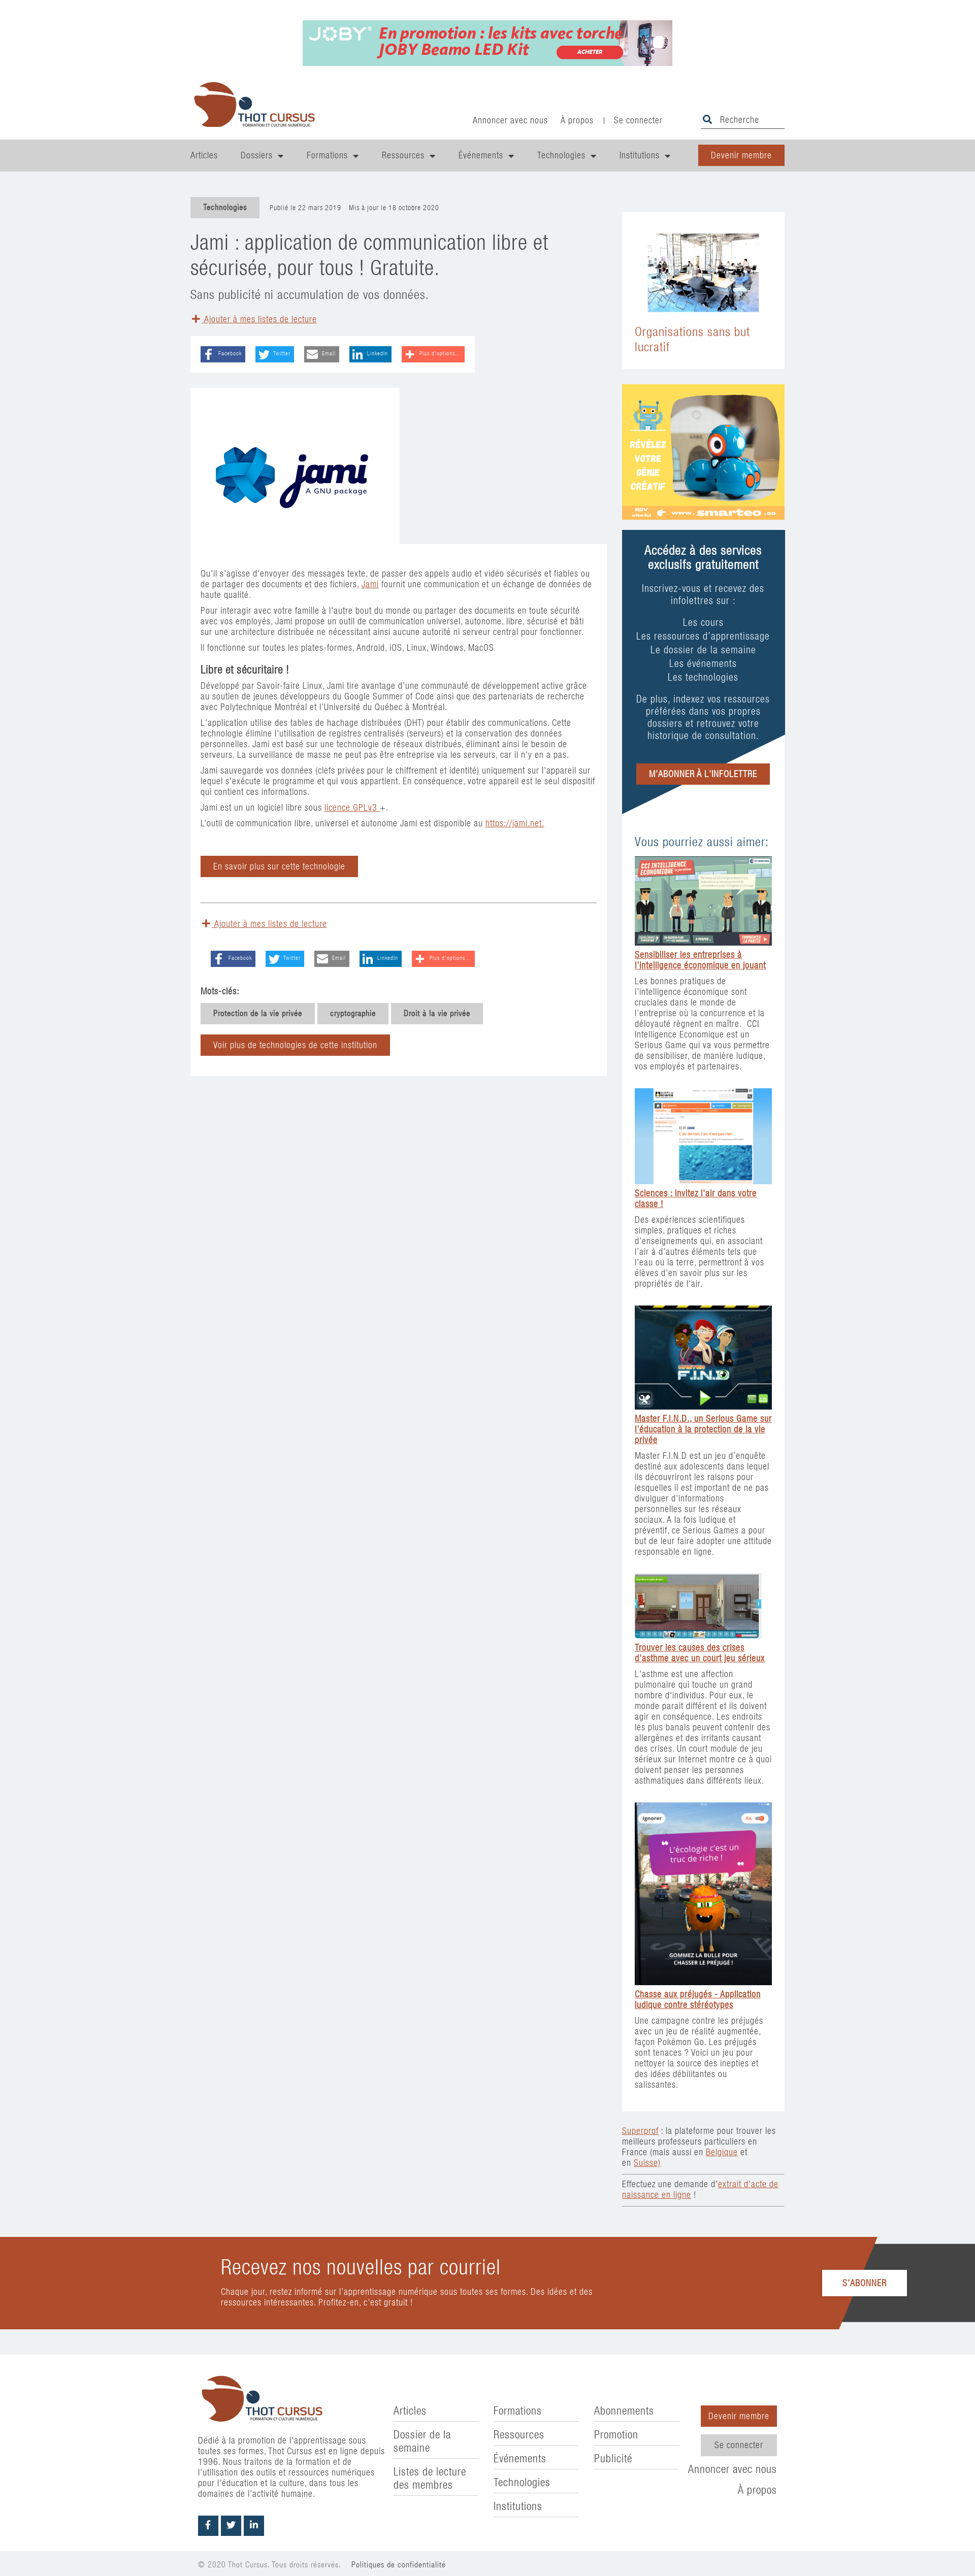 JOBY
En promotion : les kits avec torche
JOBY Beamo LED Kit
ACHETER
THOT CURSUS
FORMATION ET CULTURE NUMÉRIQUE
Annoncer avec nous
À propos
|
Se connecter
Recherche
Articles
Dossiers
Formations
Ressources
Événements
Technologies
Institutions
Devenir membre
Technologies
Publié le 22 mars 2019
Mis à jour le 18 octobre 2020
Jami : application de communication libre et
sécurisée, pour tous ! Gratuite.
Sans publicité ni accumulation de vos données.
Ajouter à mes listes de lecture
Facebook
Twitter
Email
LinkedIn
Plus d'options...
jami
A GNU package
Qu'il s'agisse d'envoyer des messages texte, de passer des appels audio et vidéo sécurisés et fiables ou
de partager des documents et des fichiers, Jami furnit une communication et un échange de données de
haute qualité.
Pour interagir avec votre famille à l'autre bout du monde ou partager des documents en toute sécurité
avec vos employés, Jami propose un outil de communication universel, autonome, libre, sécurisé et bâti
sur une architecture distribuée ne nécessitant ainsi aucune autorité ni serveur central pour fonctionner.
Il fonctionne sur toutes les plates-formes, Android, iOS, Linux, Windows, MacOS
Libre et sécuritaire !
Développé par Savoir-faire Linux, Jami tire avantage d'une communauté de développement active grâce
au soutien de jeunes développeurs du Google Summer of Code ainsi que des partenariats de recherche
avec Polytechnique Montréal et l'Université du Québec à Montréal.
L'application utilise des tables de hachage distribuées (DHT) pour établir des communications. Cette
technologie élimine l'utilisation de registres centralisés (serveurs) et la conservation des données
personnelles. Jami est basé sur une technologie de réseaux distribués, éliminant ainsi le besoin de
serveurs. La surveillance de masse ne peut pas être entreprise via les serveurs, car il n'y en a pas.
Jami sauvegarde vos données (clefs privées pour le chiffrement et identité) uniquement sur l'appareil sur
lequel s'exécute le programme et qui vous appartient. En conséquence, votre appareil est le seul dispositif
qui contient ces informations.
Jami est un un logiciel libre sous licence GPLv3 +.
L'outil de communication libre, universel et autonome Jami est disponible au https://jami.net.
En savoir plus sur cette technologie
Ajouter à mes listes de lecture
Facebook
Twitter
Email
LinkedIn
Plus d'options...
Mots-clés:
Protection de la vie privée
cryptographie
Droit à la vie privée
Voir plus de technologies de cette institution
Organisations sans but
lucratif
RÉVÉLEZ
VOTRE
GÉNIE
CRÉATIF
www.smarteo.co
Accédez à des services
exclusifs gratuitement
Inscrivez-vous et recevez des
infolettres sur :
Les cours
Les ressources d'apprentissage
Le dossier de la semaine
Les événements
Les technologies
De plus, indexez vos ressources
préférées dans vos propres
dossiers et retrouvez votre
historique de consultation.
M'ABONNER À L'INFOLETTRE
Vous pourriez aussi aimer:
CCI INTELLIGENCE
ECONOMIQUE
Sensibiliser les entreprises à
l'intelligence économique en jouant
Les bonnes pratiques de
l'intelligence économique sont
cruciales dans le monde de
l'entreprise où la concurrence et la
déloyauté règnent en maître. CCI
Intelligence Economique est un
Serious Game qui va vous permettre
de sensibiliser, de manière ludique,
vos employés et partenaires.
Sciences : invitez l'air dans votre
classe !
Des expériences scientifiques
simples, pratiques et riches
d'enseignements qui, en associant
l'air à d'autres éléments tels que
l'eau ou la terre, permettront à vos
élèves d'en savoir plus sur les
propriétés de l'air.
MASTER
F.I.N.D
Master F.I.N.D., un Serious Game sur
l'éducation à la protection de la vie
privée
Master F.I.N.D est un jeu d'enquête
destiné aux adolescents dans lequel
ils découvriront les raisons pour
lesquelles il est important de ne pas
divulguer d'informations
personnelles sur les réseaux
sociaux. A la fois ludique et
préventif, ce Serious Games a pour
but de leur faire adopter une attitude
responsable en ligne.
Trouver les causes des crises
d'asthme avec un court jeu sérieux
L'asthme est une affection
pulmonaire qui touche un grand
nombre d'individus. Pour eux, le
monde parait différent et ils doivent
agir en conséquence. Les endroits
les plus banals peuvent contenir des
allergènes et des irritants causant
des crises. Un court module de jeu
sérieux sur Internet montre ce à quoi
doivent penser les personnes
asthmatiques dans différents lieux.
Ignorer
RA
L'écologie c'est un
truc de riche !
GOMMEZ LA BULLE POUR
CHASSER LE PRÉJUGÉ !
Chasse aux préjugés - Application
ludique contre stéréotypes
Une campagne contre les préjugés
avec un jeu de réalité augmentée,
façon Pokémon Go. Les préjugés
sont tenaces ? Voici un jeu pour
nettoyer la source des inepties et
des idées débilitantes ou
salissantes.
Superprof : la plateforme pour trouver les
meilleurs professeurs particuliers en
France (mais aussi en Belgique et
en Suisse)
Effectuez une demande d'extrait d'acte de
naissance en ligne !
Recevez nos nouvelles par courriel
Chaque jour, restez informé sur l'apprentissage numérique sous toutes ses formes. Des idées et des
ressources intéressantes. Profitez-en, c'est gratuit !
S'ABONNER
THOT CURSUS
FORMATION ET CULTURE NUMÉRIQUE
Dédié à la promotion de l'apprentissage sous
toutes ses formes, Thot Cursus est en ligne depuis
1996. Nous traitons de la formation et de
l'utilisation des outils et ressources numériques
pour l'éducation et la culture, dans tous les
domaines de l'activité humaine.
Articles
Dossier de la
semaine
Listes de lecture
des membres
Formations
Ressources
Événements
Technologies
Institutions
Abonnements
Promotion
Publicité
Devenir membre
Se connecter
Annoncer avec nous
À propos
© 2020 Thot Cursus. Tous droits réservés.
Politiques de confidentialité